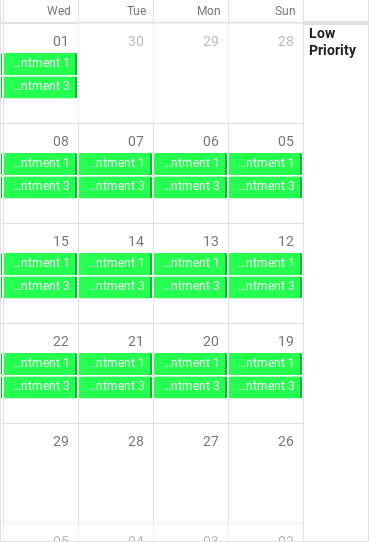 Wed Tue Mon Sun
Low
Priority
01 30 29 28
…ntment 1
…ntment 3
08 07 06 05
…ntment 1 …ntment 1 …ntment 1 …ntment 1
…ntment 3 …ntment 3 …ntment 3 …ntment 3
15 14 13 12
…ntment 1 …ntment 1 …ntment 1 …ntment 1
…ntment 3 …ntment 3 …ntment 3 …ntment 3
22 21 20 19
…ntment 1 …ntment 1 …ntment 1 …ntment 1
…ntment 3 …ntment 3 …ntment 3 …ntment 3
29 28 27 26
05 04 03 02